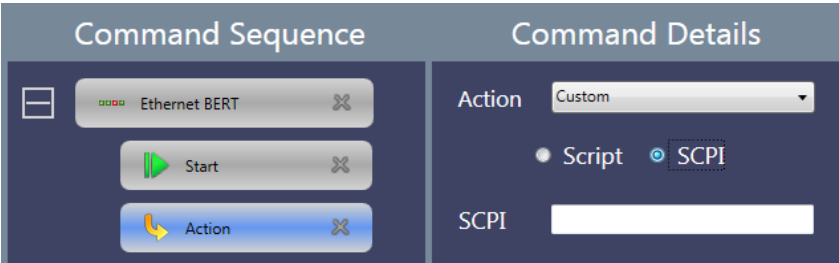 Command Sequence
Ethernet BERT
Start
Action
Command Details
Action Custom
Script SCPI
SCPI